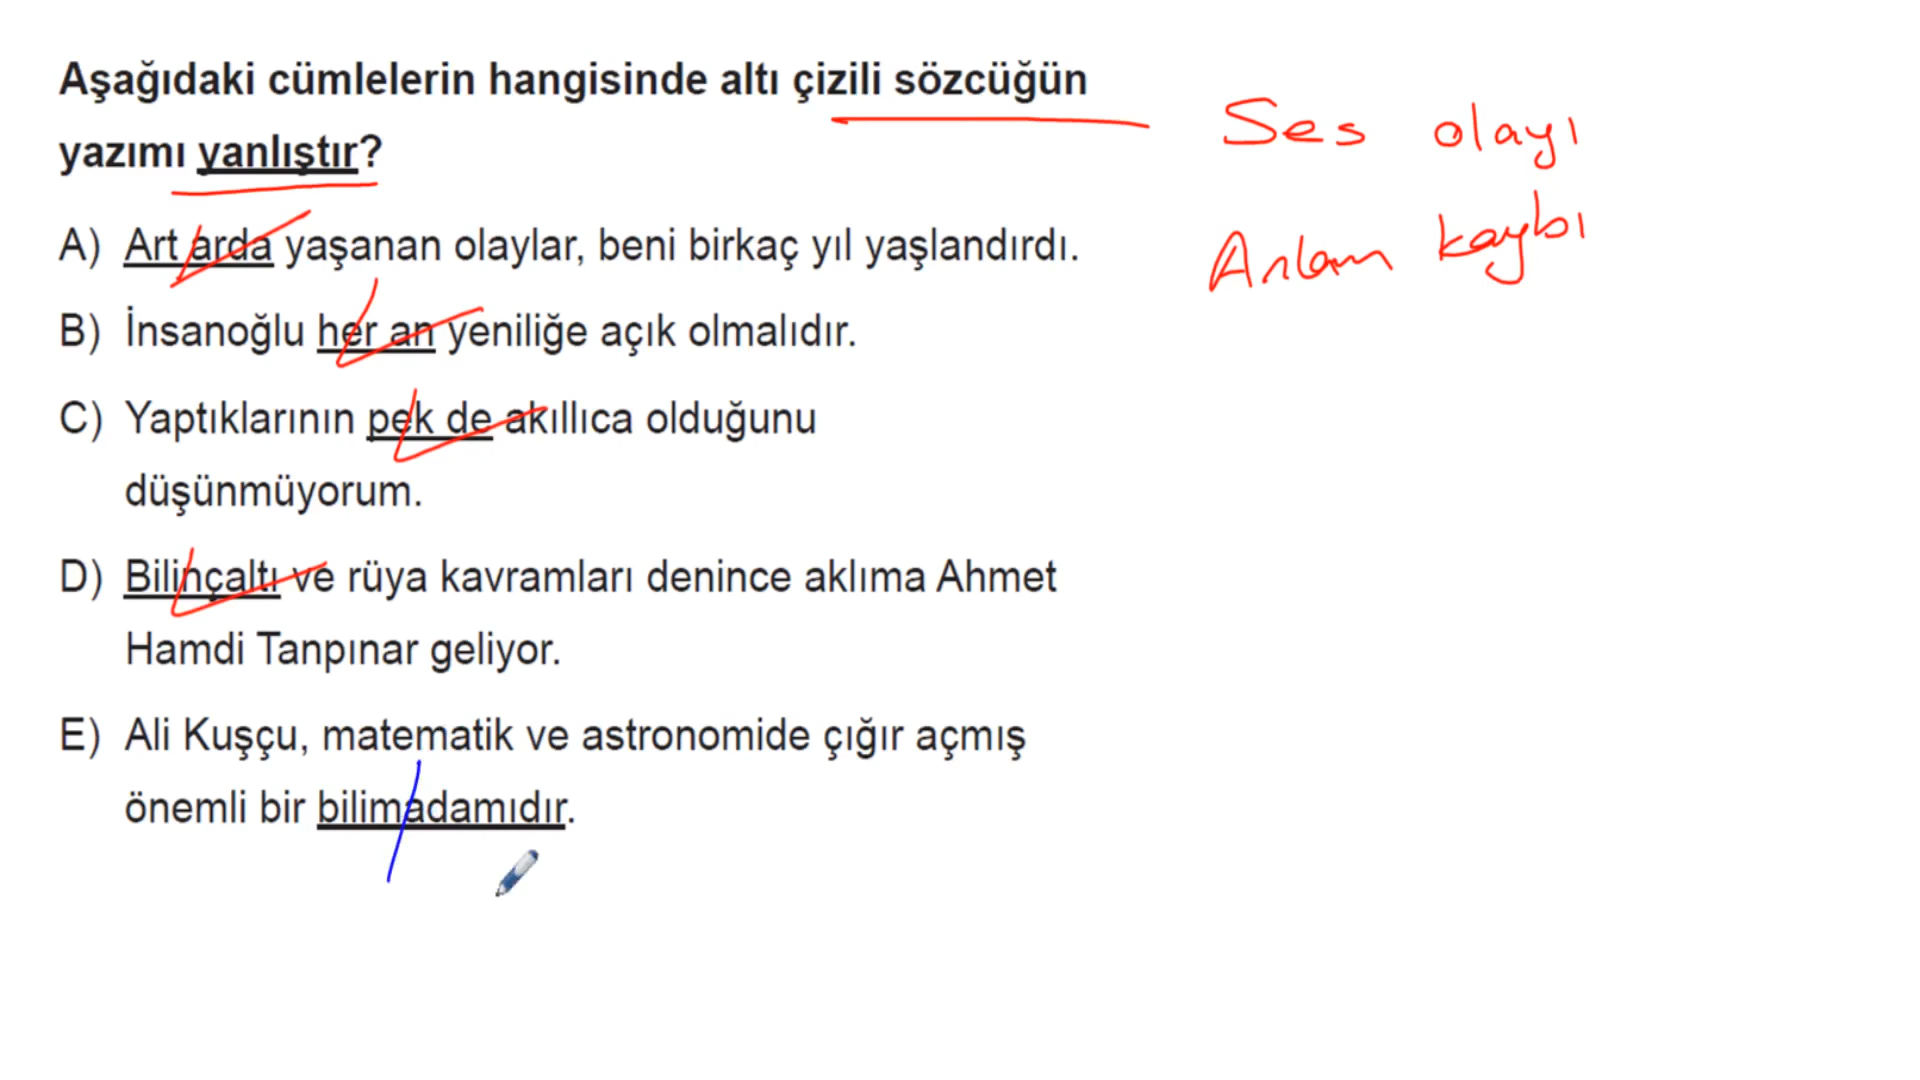 Aşağıdaki cümlelerin hangisinde altı çizili sözcüğün
yazımı yanlıştır?
Ses olayı
Anlam kaybı
A) Art arda yaşanan olaylar, beni birkaç yıl yaşlandırdı.
B) İnsanoğlu her an yeniliğe açık olmalıdır.
C) Yaptıklarının pek de akıllıca olduğunu
düşünmüyorum.
D) Bilinçaltı ve rüya kavramları denince aklıma Ahmet
Hamdi Tanpınar geliyor.
E) Ali Kuşçu, matematik ve astronomide çığır açmış
önemli bir bilimadamıdır.